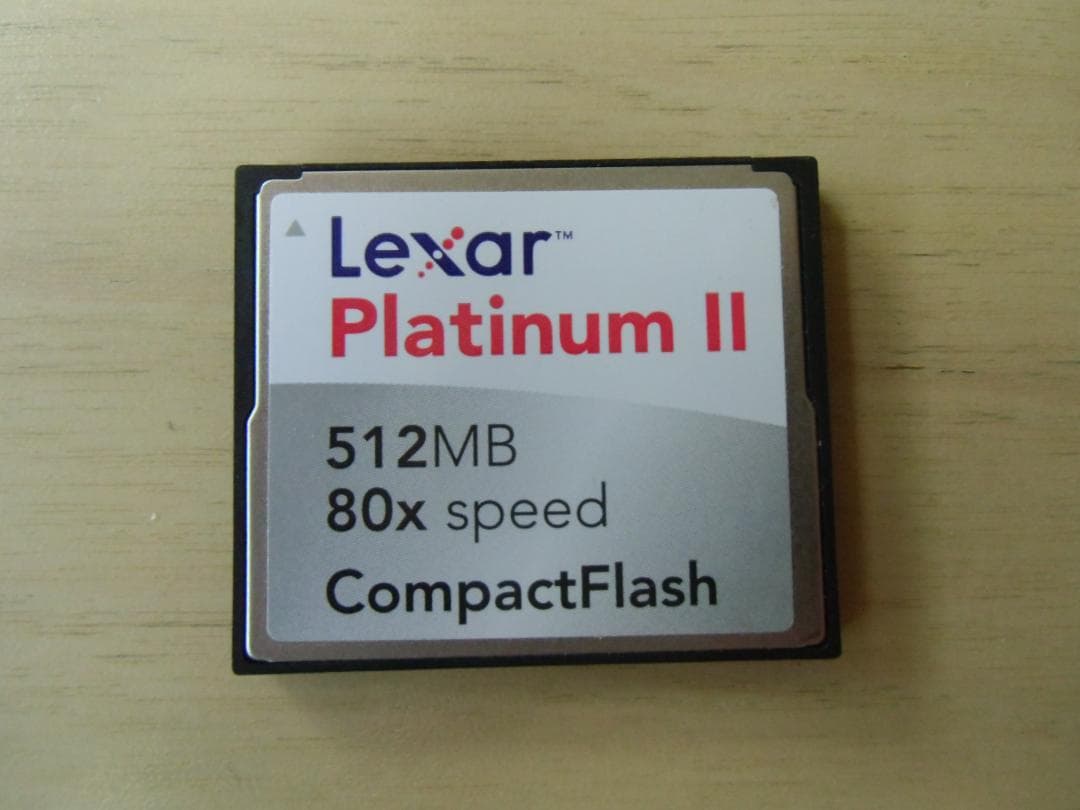 Lexar™
Platinum II
512MB
80x speed
CompactFlash